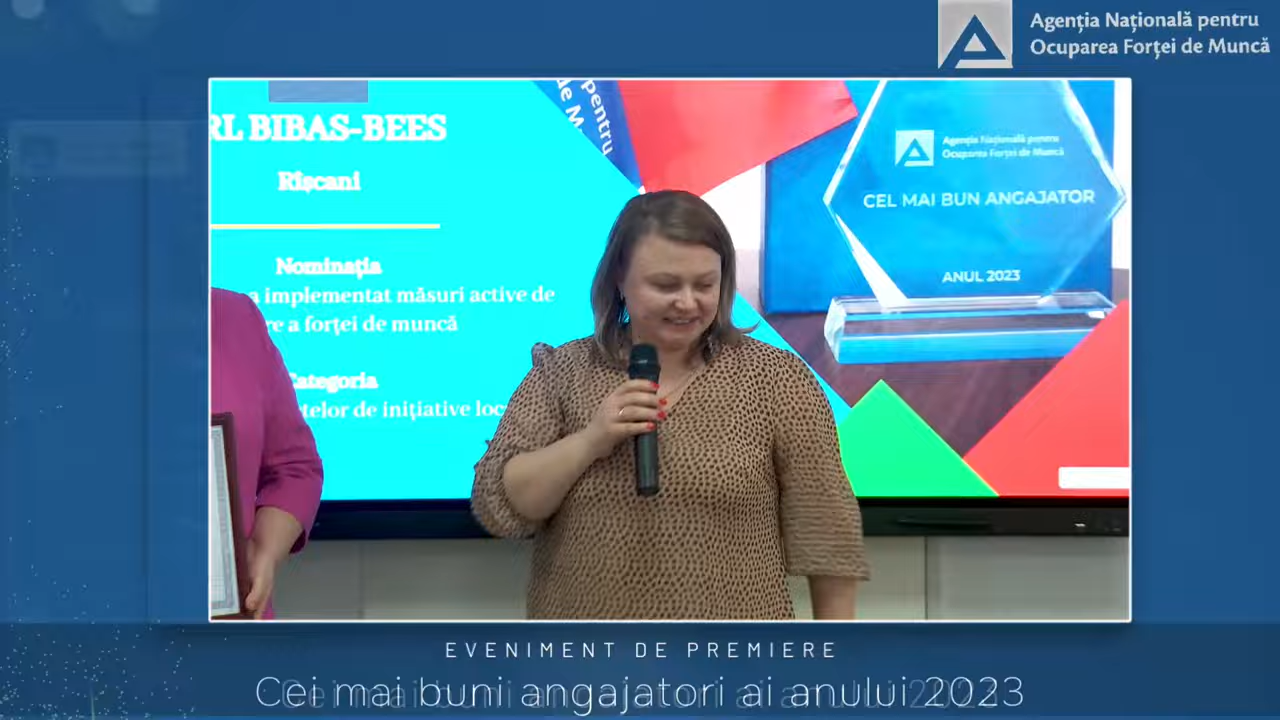 Agenția Națională pentru
Ocuparea Forței de Muncă
RL BIBAS-BEES
Rîșcani
Nominația
a implementat măsuri active de
re a forței de muncă
Categoria
telor de inițiative loc
pentru
de M
Agenția Națională pentru
Ocuparea Forței de Muncă
CEL MAI BUN ANGAJATOR
ANUL 2023
EVENIMENT DE PREMIERE
Cei mai buni angajatori ai anului 2023